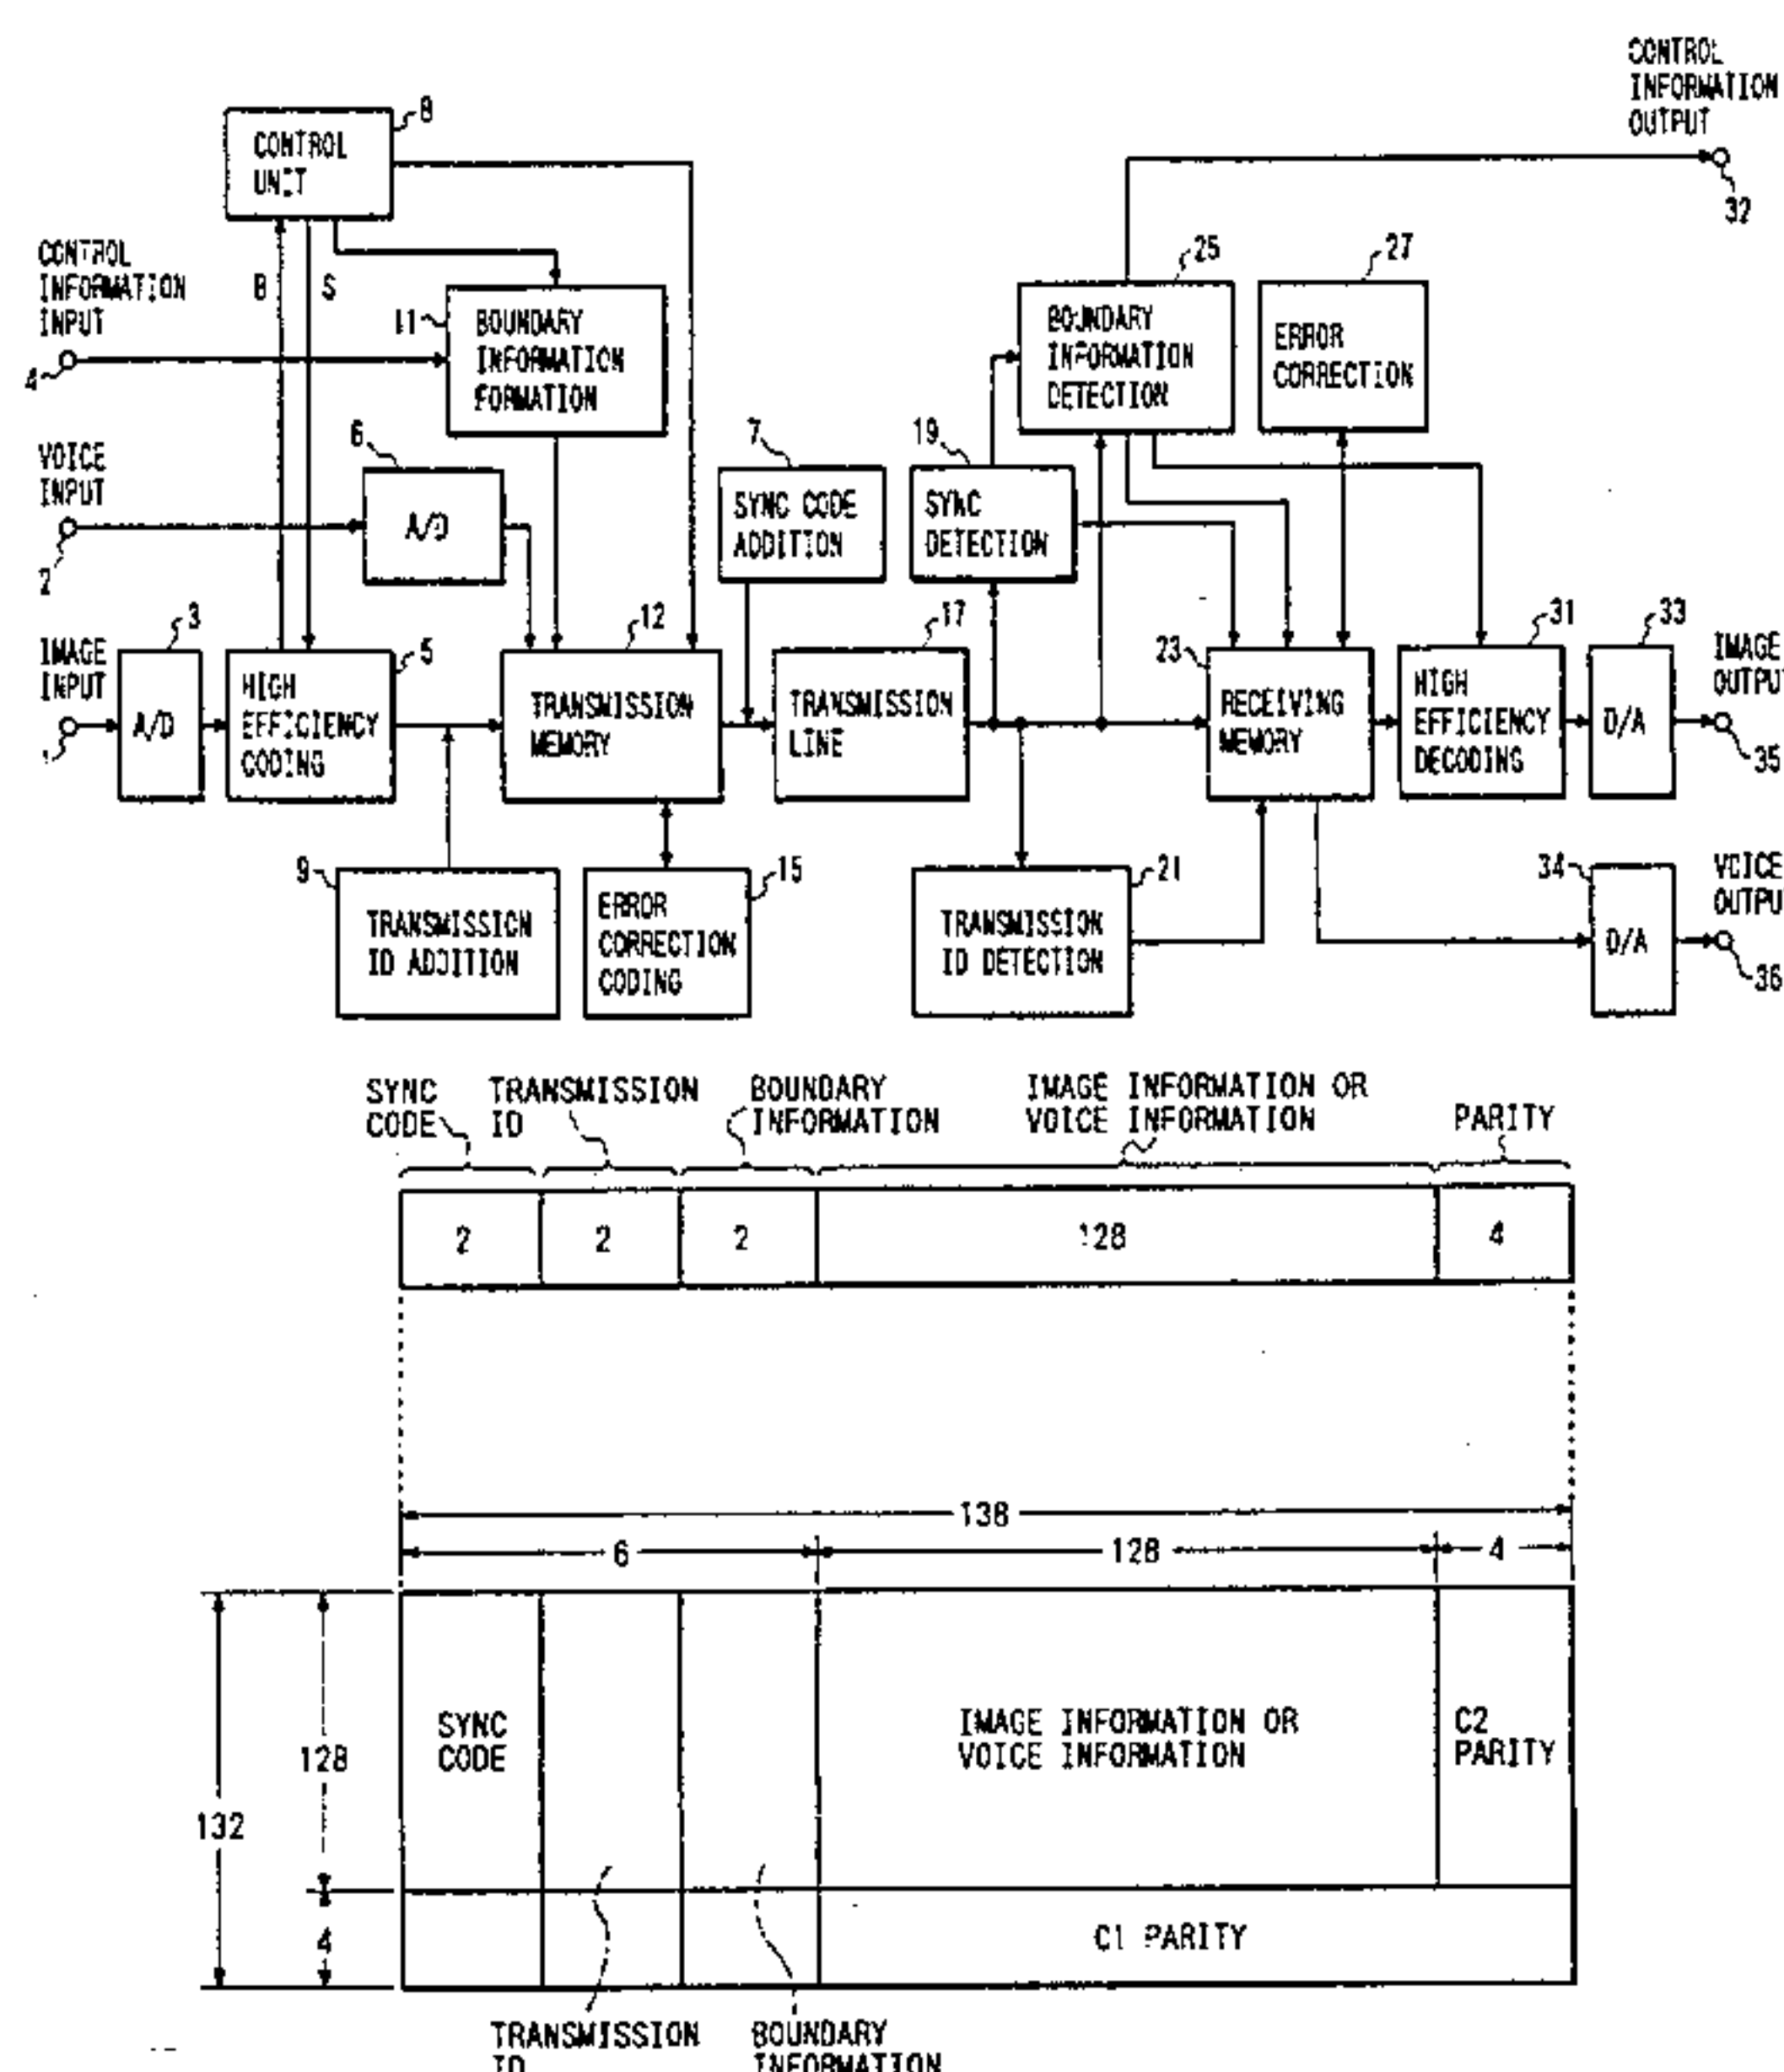 CONTROL
INFORMATION
OUTPUT
32
8
CONTROL
UNIT
CONTROL
INFORMATION
INPUT
4
B
S
11
BOUNDARY
INFORMATION
FORMATION
25
BOUNDARY
INFORMATION
DETECTION
27
ERROR
CORRECTION
VOICE
INPUT
2
6
A/D
7
SYNC CODE
ADDITION
19
SYNC
DETECTION
IMAGE
INPUT
1
3
A/D
5
HIGH
EFFICIENCY
CODING
12
TRANSMISSION
MEMORY
17
TRANSMISSION
LINE
23
RECEIVING
MEMORY
31
HIGH
EFFICIENCY
DECODING
33
D/A
IMAGE
OUTPU
35
9
TRANSMISSION
ID ADDITION
15
ERROR
CORRECTION
CODING
21
TRANSMISSION
ID DETECTION
34
D/A
VOICE
OUTPU
36
SYNC
CODE
TRANSMISSION
ID
BOUNDARY
INFORMATION
IMAGE INFORMATION OR
VOICE INFORMATION
PARITY
2
2
2
128
4
138
6
128
4
132
128
4
SYNC
CODE
IMAGE INFORMATION OR
VOICE INFORMATION
C2
PARITY
C1 PARITY
TRANSMISSION
ID
BOUNDARY
INFORMATION